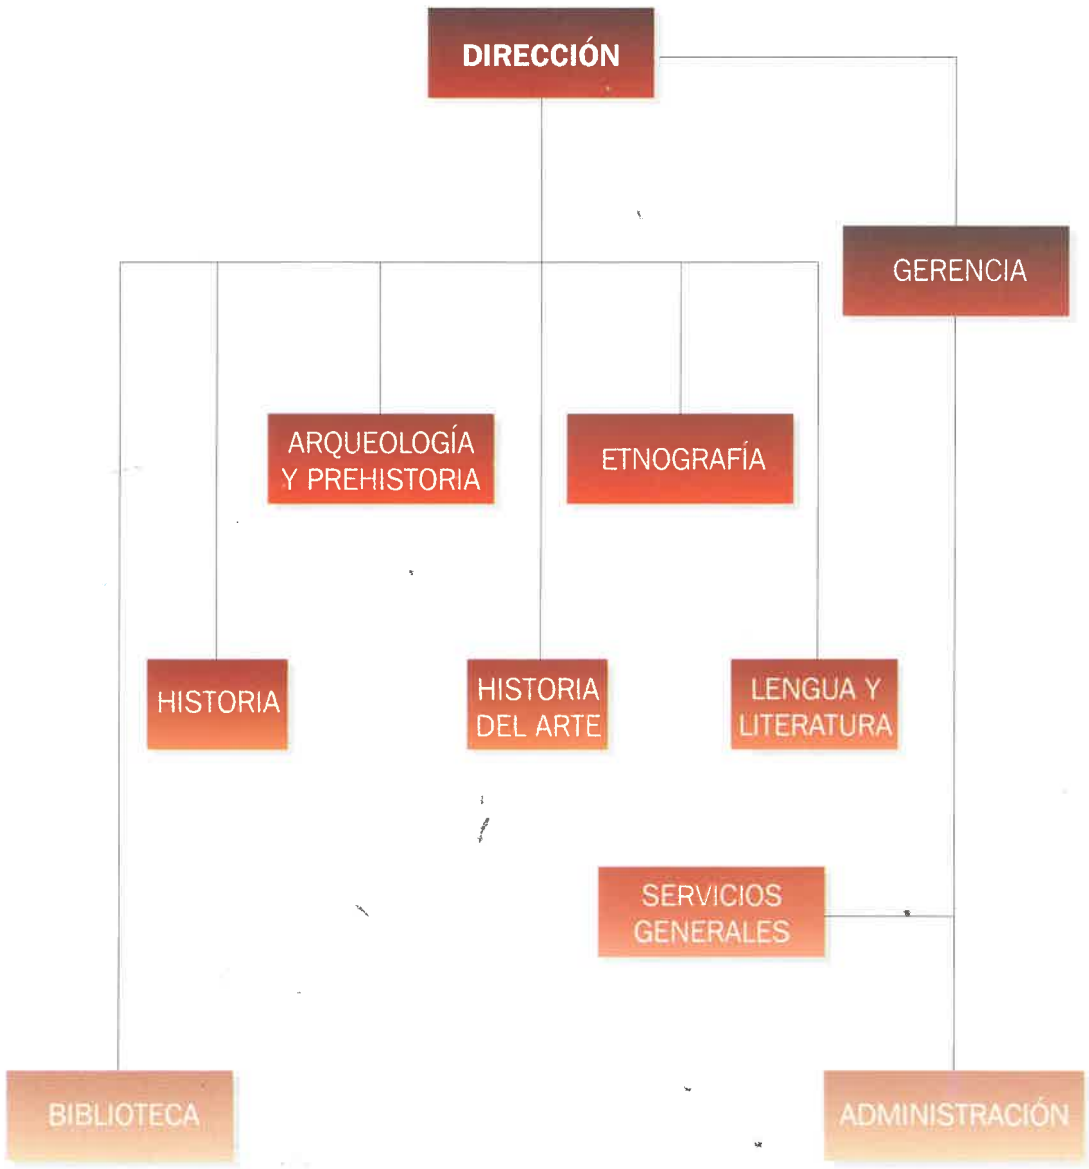 DIRECCIÓN
GERENCIA
ARQUEOLOGÍA
Y PREHISTORIA
ETNOGRAFÍA
HISTORIA
HISTORIA
DEL ARTE
LENGUA Y
LITERATURA
SERVICIOS
GENERALES
BIBLIOTECA
ADMINISTRACIÓN